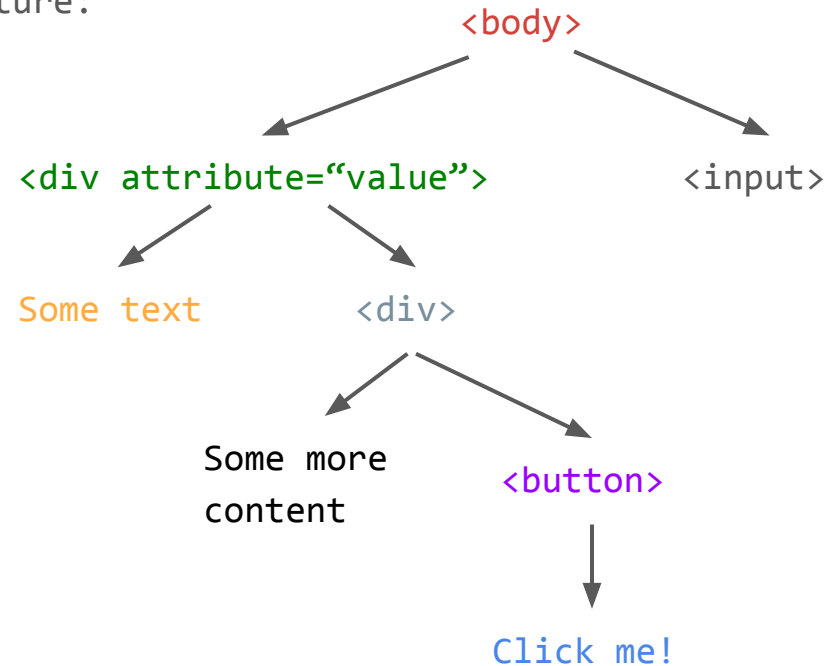 <body>
<div attribute=“value”>
<input>
Some text
<div>
Some more
content
<button>
Click me!